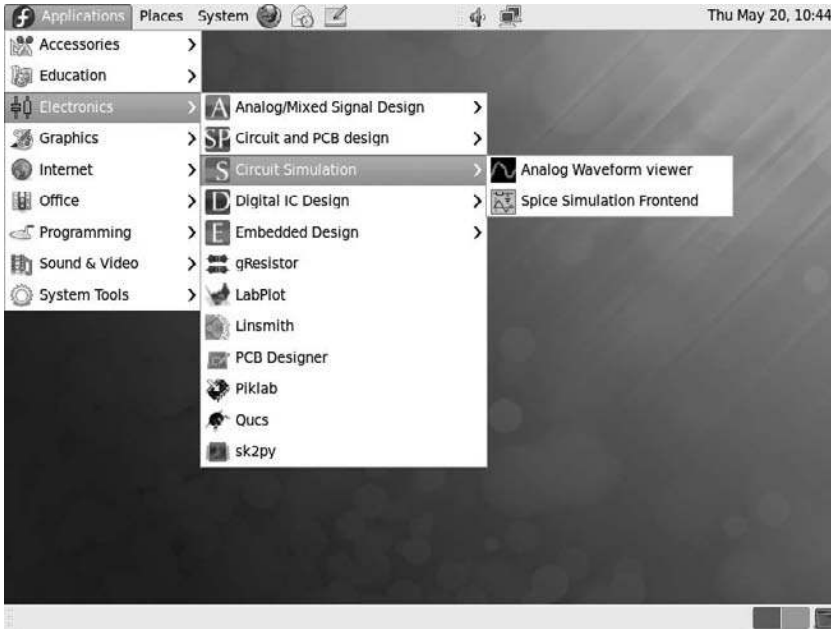 Applications Places System Thu May 20, 10:44
Accessories
Education
Electronics
Graphics
Internet
Office
Programming
Sound & Video
System Tools
A Analog/Mixed Signal Design
SP Circuit and PCB design
S Circuit Simulation
D Digital IC Design
E Embedded Design
gResistor
LabPlot
Linsmith
PCB Designer
Piklab
Qucs
sk2py
Analog Waveform viewer
Spice Simulation Frontend